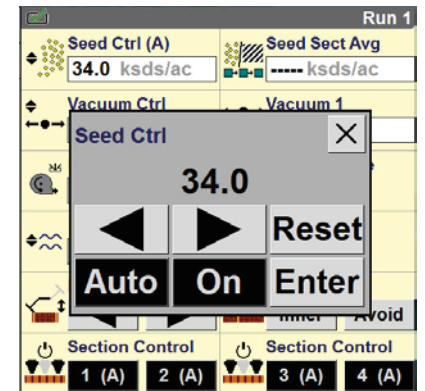 Run 1
Seed Ctrl (A) Seed Sect Avg
34.0 ksds/ac ----- ksds/ac
Vacuum Ctrl Vacuum 1
Seed Ctrl
34.0
Reset
Auto On Enter
Avoid
Section Control Section Control
1 (A) 2 (A) 3 (A) 4 (A)